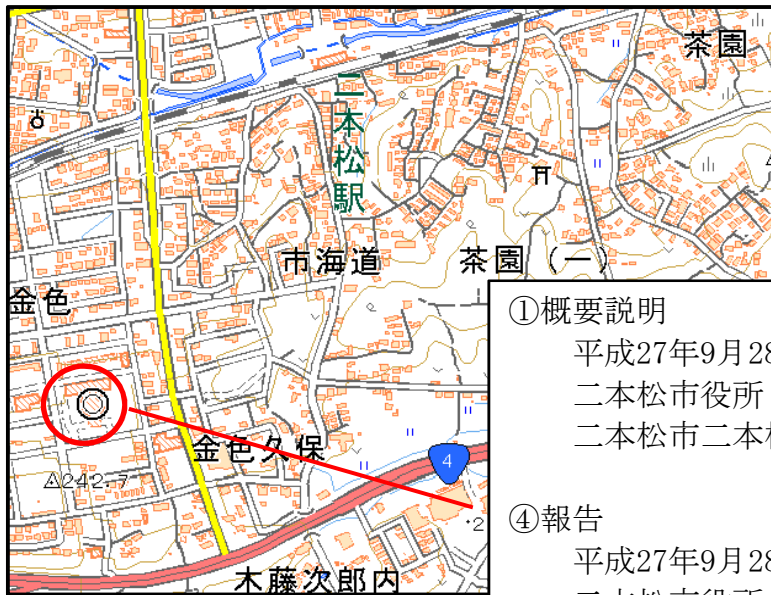 茶園
二本松駅
市海道
茶園（一）
金色
金色久保
4
242.7
木藤次郎内
①概要説明
平成27年9月28
二本松市役所
二本松市二本
④報告
平成27年9月28